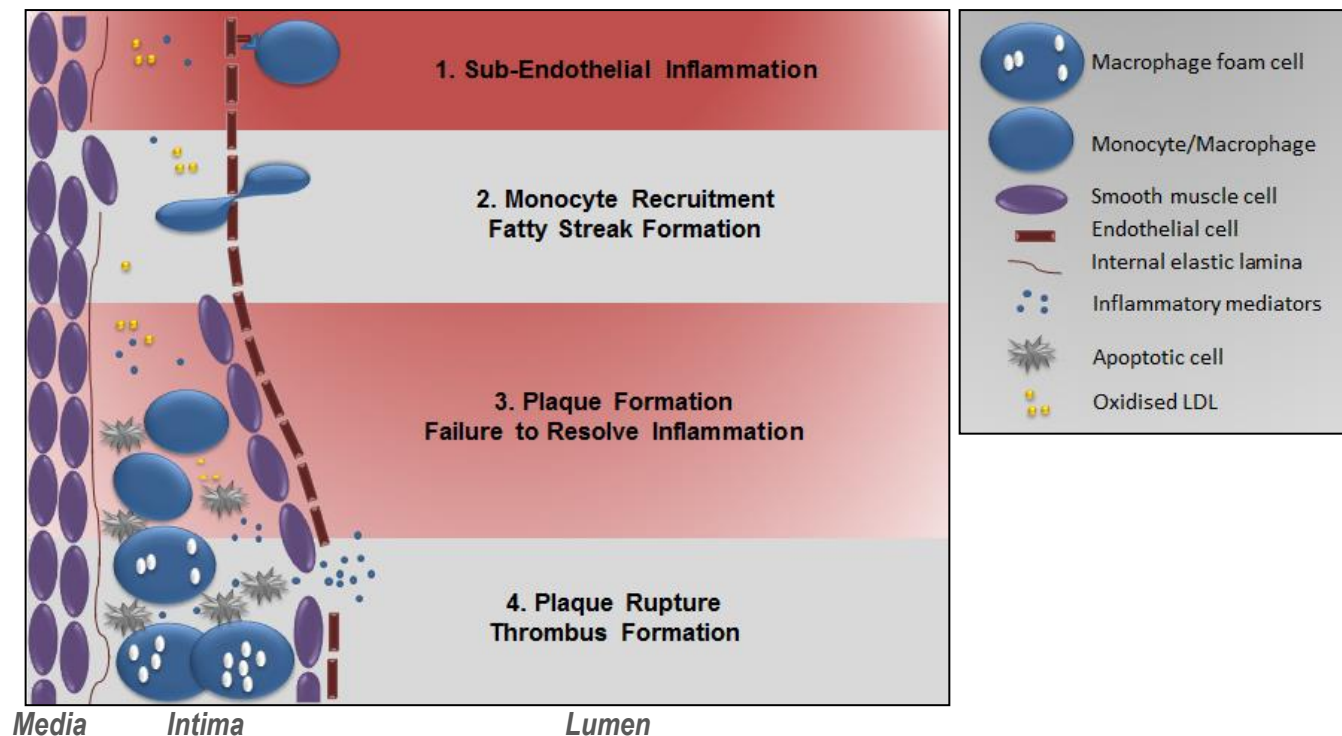 1. Sub-Endothelial Inflammation
2. Monocyte Recruitment
Fatty Streak Formation
3. Plaque Formation
Failure to Resolve Inflammation
4. Plaque Rupture
Thrombus Formation
Media Intima Lumen
Macrophage foam cell
Monocyte/Macrophage
Smooth muscle cell
Endothelial cell
Internal elastic lamina
Inflammatory mediators
Apoptotic cell
Oxidised LDL